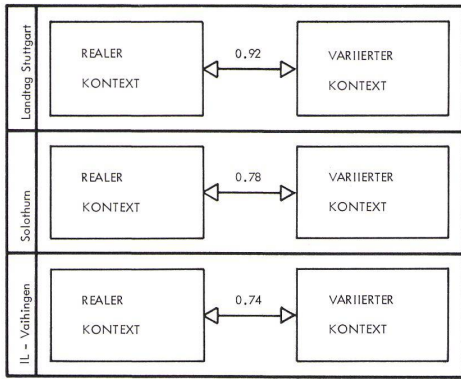 Landtag Stuttgart
REALER
KONTEXT
0.92
VARIIERTER
KONTEXT
Solothurn
REALER
KONTEXT
0.78
VARIIERTER
KONTEXT
IL - Vaihingen
REALER
KONTEXT
0.74
VARIIERTER
KONTEXT